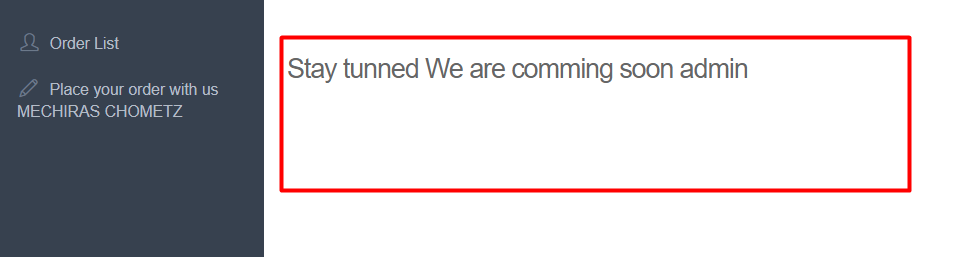 Order List
Place your order with us
MECHIRAS CHOMETZ
Stay tunned We are comming soon admin